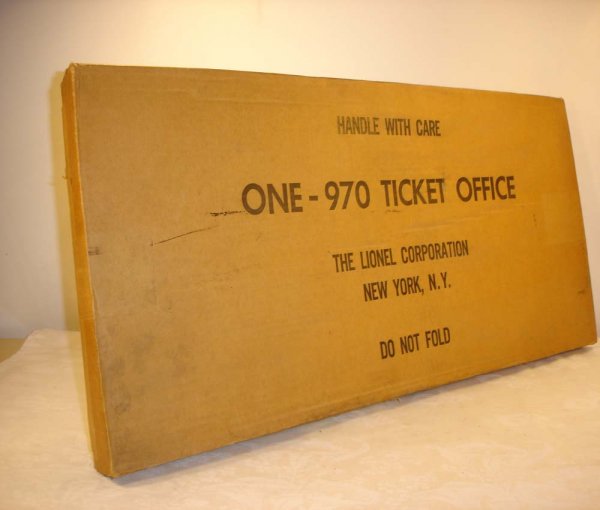 HANDLE WITH CARE
ONE-970 TICKET OFFICE
THE LIONEL CORPORATION
NEW YORK, N.Y.
DO NOT FOLD